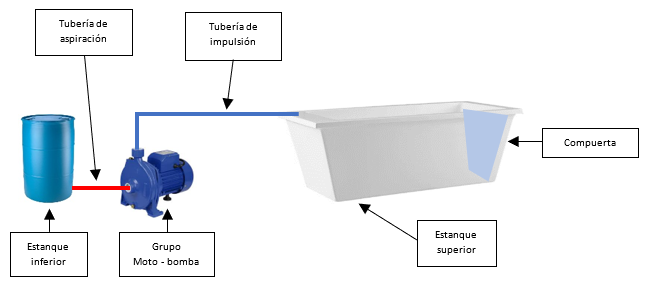 Tubería de
aspiración
Tubería de
impulsión
Compuerta
Estanque
inferior
Grupo
Moto - bomba
Estanque
superior